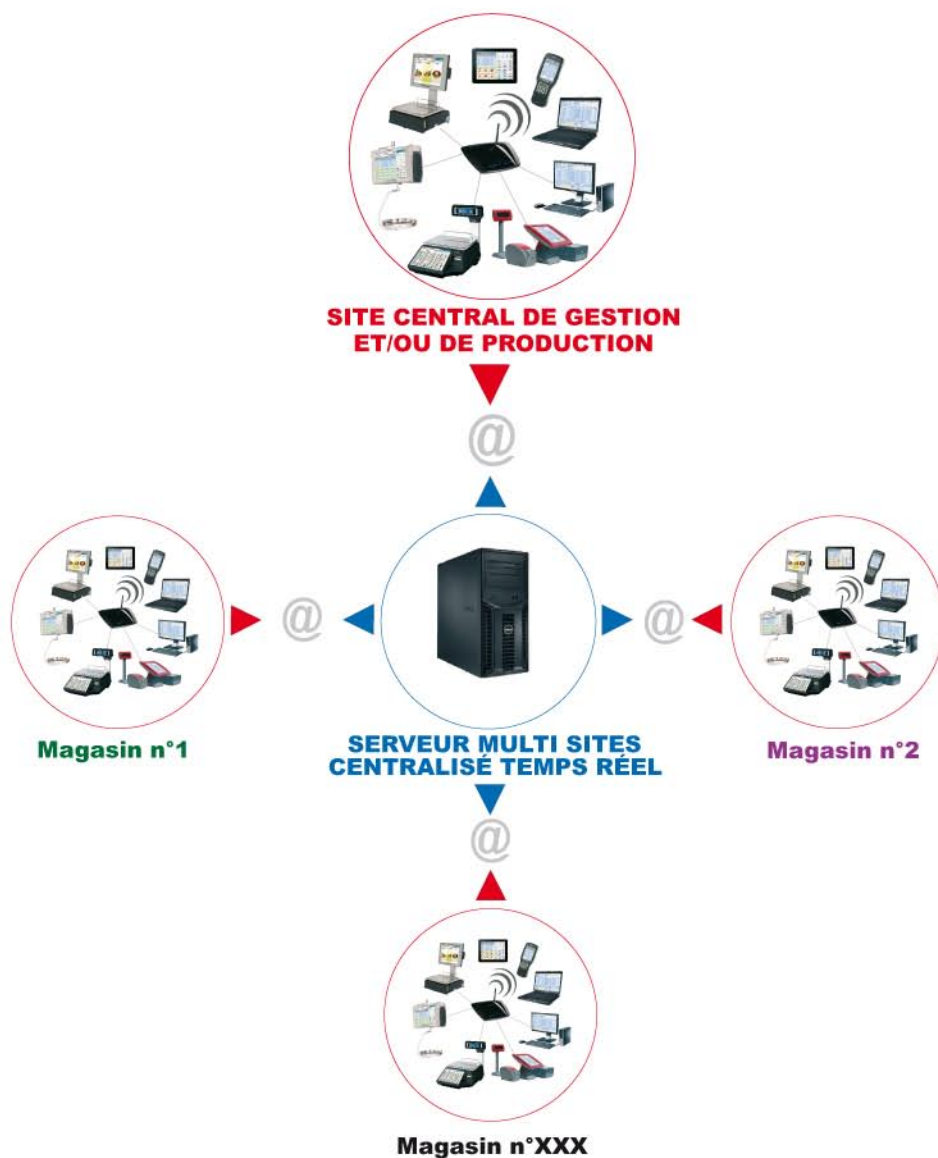 SITE CENTRAL DE GESTION
ET/OU DE PRODUCTION
@
@
@
Magasin n°1
SERVEUR MULTI SITES
CENTRALISÉ TEMPS RÉEL
Magasin n°2
@
Magasin n°XXX